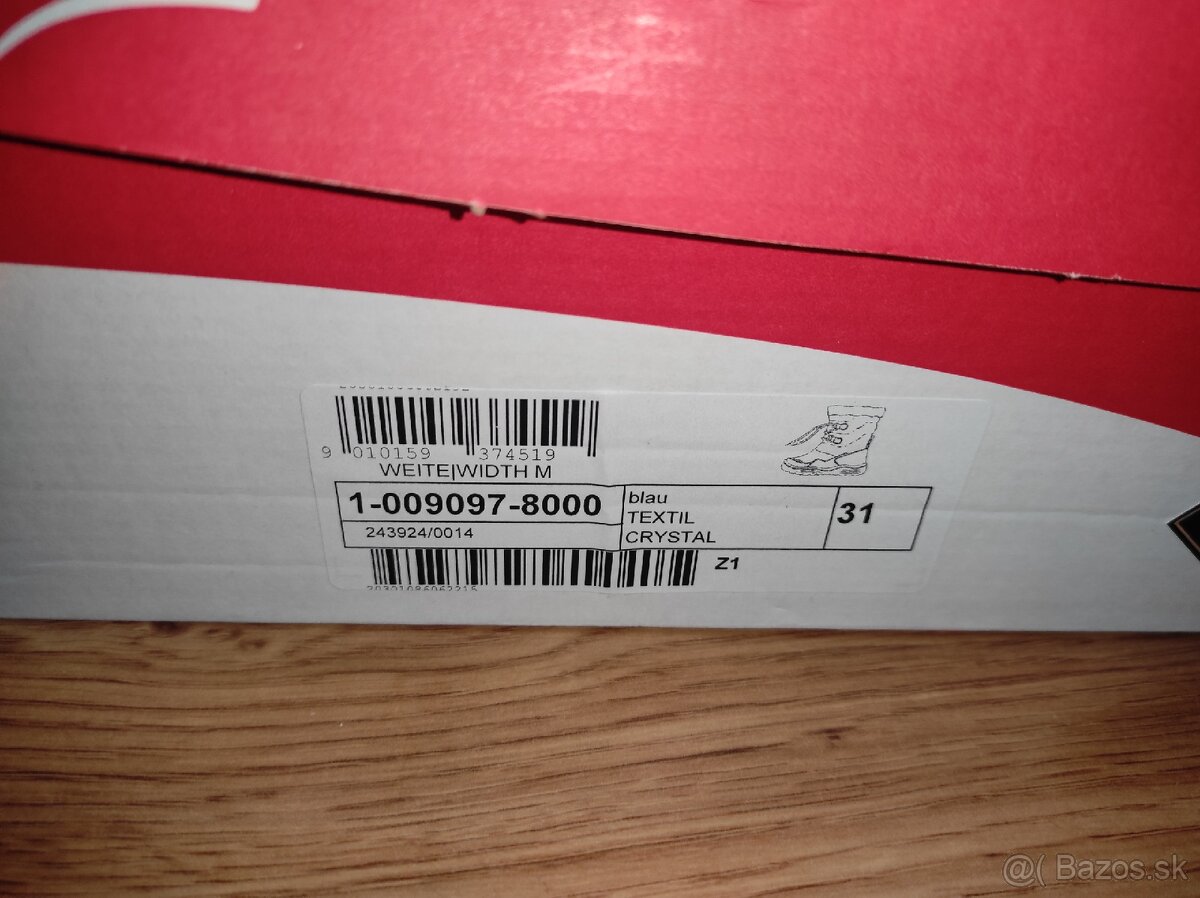 9 010159 374519
WEITE|WIDTH M
1-009097-8000
243924/0014
blau
TEXTIL
CRYSTAL
31
Z1
@( Bazos.sk